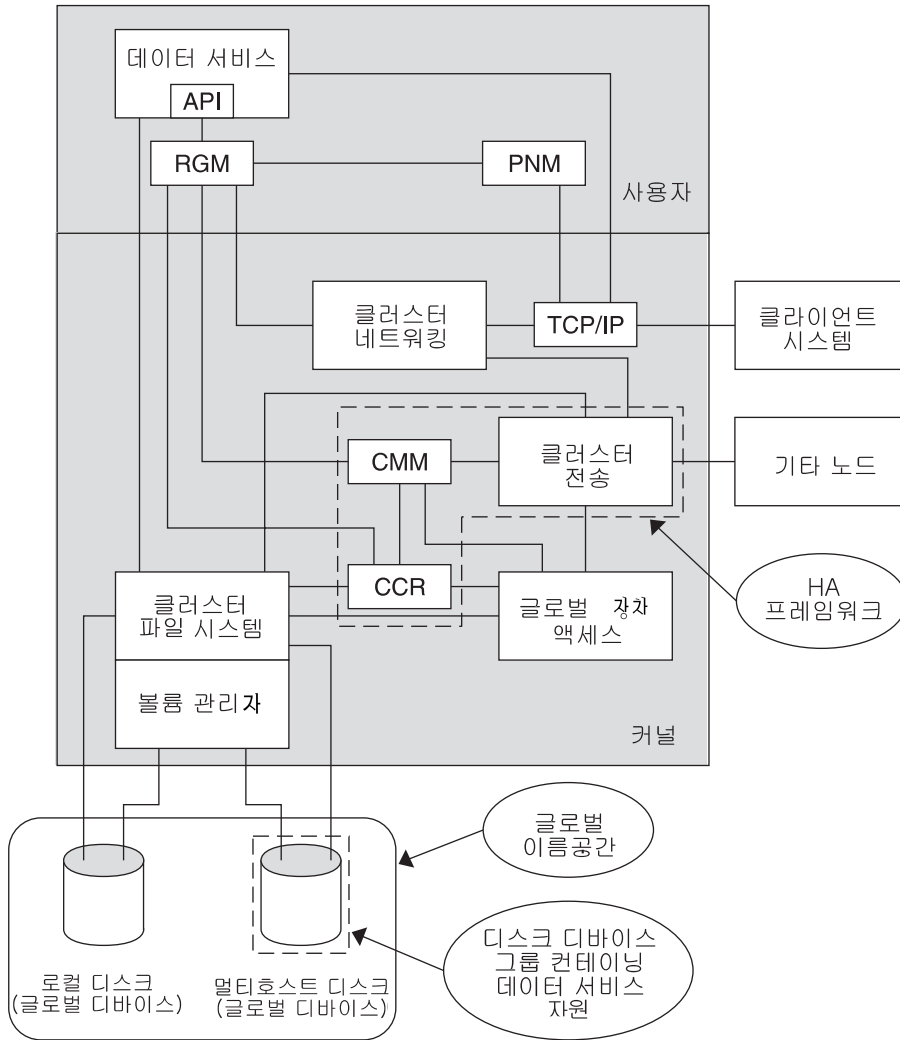 데이터 서비스
API
RGM
PNM
사용자
클러스터
네트워킹
TCP/IP
클라이언트
시스템
CMM
클러스터
전송
기타 노드
CCR
글로벌 장치
액세스
HA
프레임워크
클러스터
파일 시스템
볼륨 관리자
커널
글로벌
이름공간
디스크 디바이스
그룹 컨테이닝
데이터 서비스
자원
로컬 디스크
(글로벌 디바이스)
멀티호스트 디스크
(글로벌 디바이스)